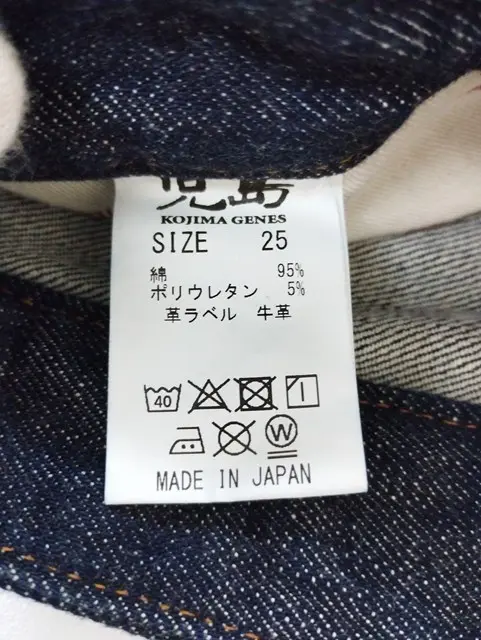 児島
KOJIMA GENES
SIZE 25
綿 95%
ポリウレタン 5%
革ラベル 牛革
40
W
MADE IN JAPAN